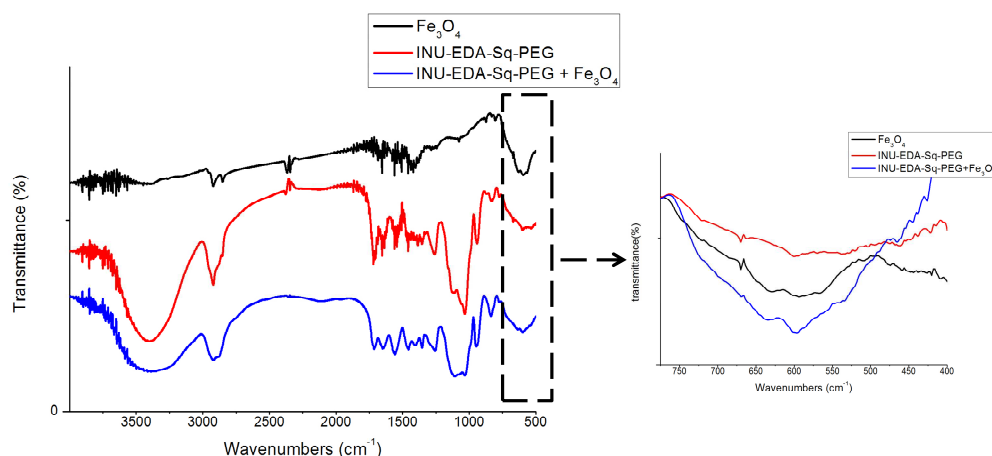 Fe3O4
INU-EDA-Sq-PEG
INU-EDA-Sq-PEG + Fe3O4
Transmittance (%)
0
3500 3000 2500 2000 1500 1000 500
Wavenumbers (cm-1)
Fe3O4
INU-EDA-Sq-PEG
INU-EDA-Sq-PEG+Fe3O
transmittance(%)
750 700 650 600 550 500 450 400
Wavenumbers (cm-1)